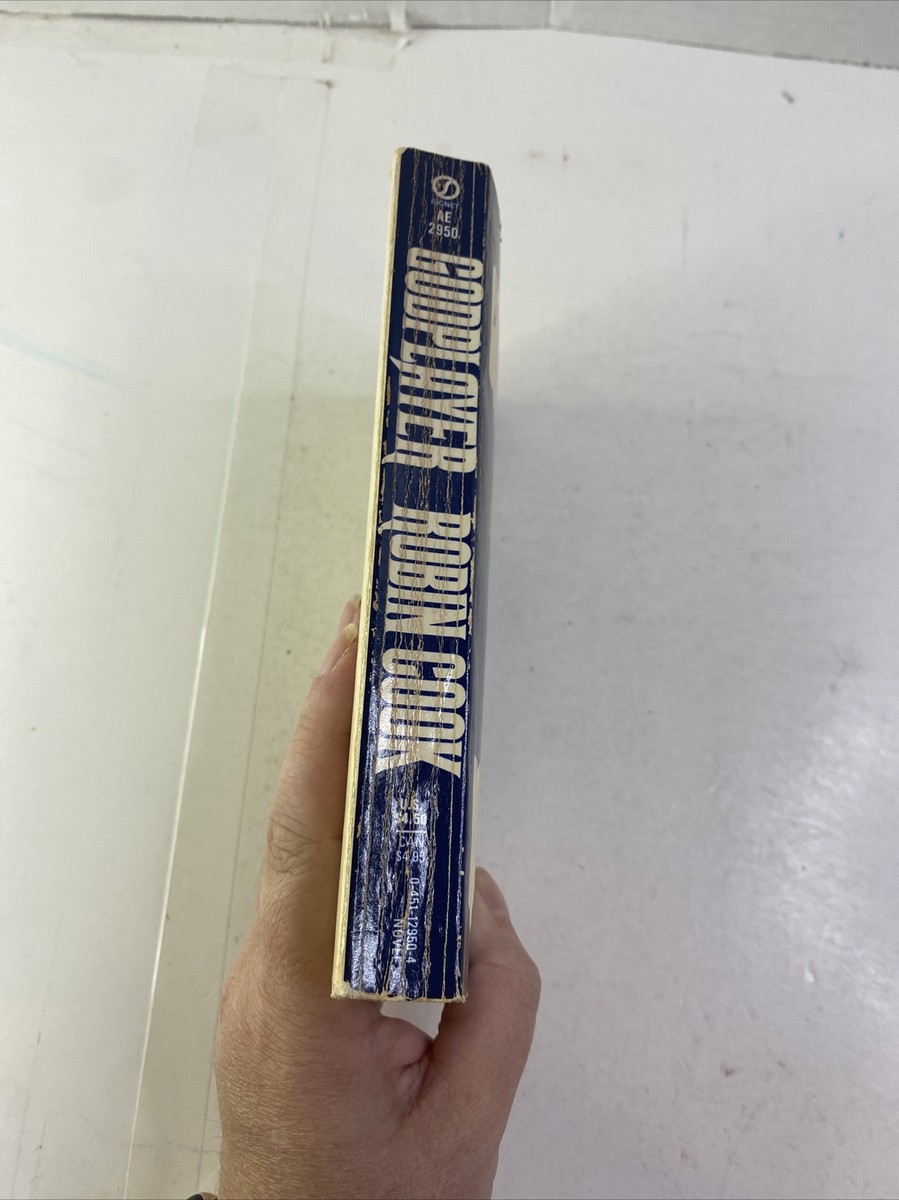 SIGNET
AE
2950
GODPLAYER ROBIN COOK
U.S.
$4.50
CAN.
$4.95
0-451-12950-4
NOVEL